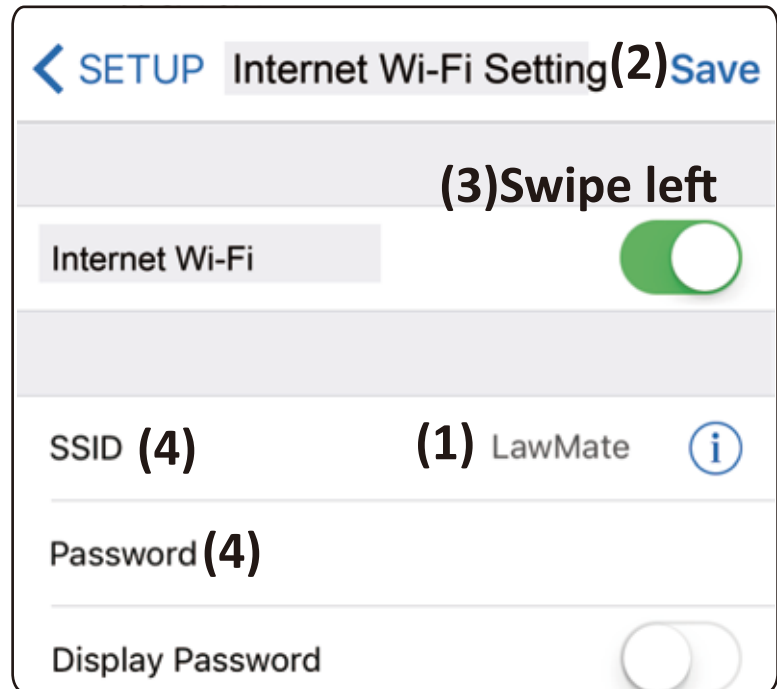 SETUP Internet Wi-Fi Setting (2)Save
(3)Swipe left
Internet Wi-Fi
SSID (4) (1) LawMate i
Password (4)
Display Password